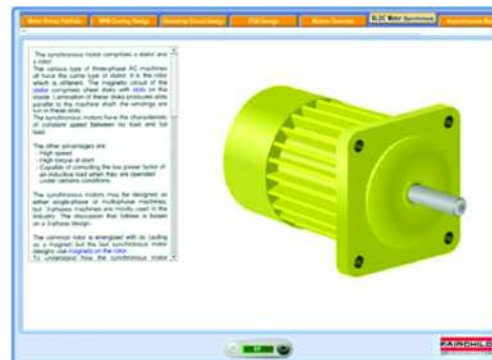 Motor Driver Portfolio
SPM Cooling Design
Bootstrap Circuit Design
PCB Design
Motors Overview
BLDC Motor (Synchronous)
The synchronous motor comprises a stator and
a rotor.
The various type of three-phase AC machines
all have the same type of stator. It is the rotor
which is different. The magnetic circuit of the
stator comprises sheet disks with slots on the
inside. Lamination of these disks produces slots
parallel to the machine shaft; the windings are
run in these slots.
The synchronous motors have the characteristic
of constant speed between no load and full
load.
The other advantages are:
- High speed
- High torque at start
- Capable of correcting the low power factor of
an inductive load when they are operated
under certain conditions.
The synchronous motors may be designed as
either single-phase or multiphase machines,
but 3-phases machines are mostly used in the
industry. The discussion that follows is based
on a 3-phase design.
The common rotor is energized with dc (acting
as a magnet) but the last synchronous motor
designs use magnets on the rotor.
To understand how the synchronous motor
FAIRCHILD